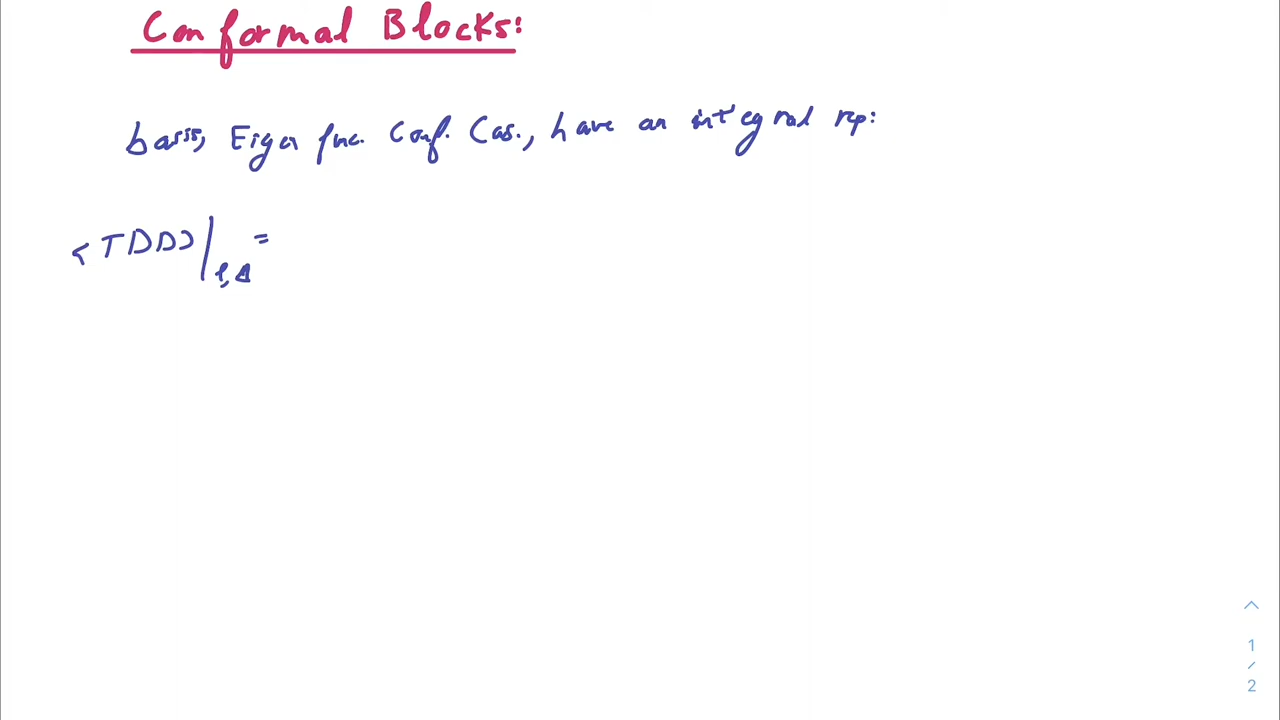 Conformal Blocks:
basis, Eigen func. Conf. Cas., have an integral rep:
<TDDD|ℓ,Δ =
1
/
2